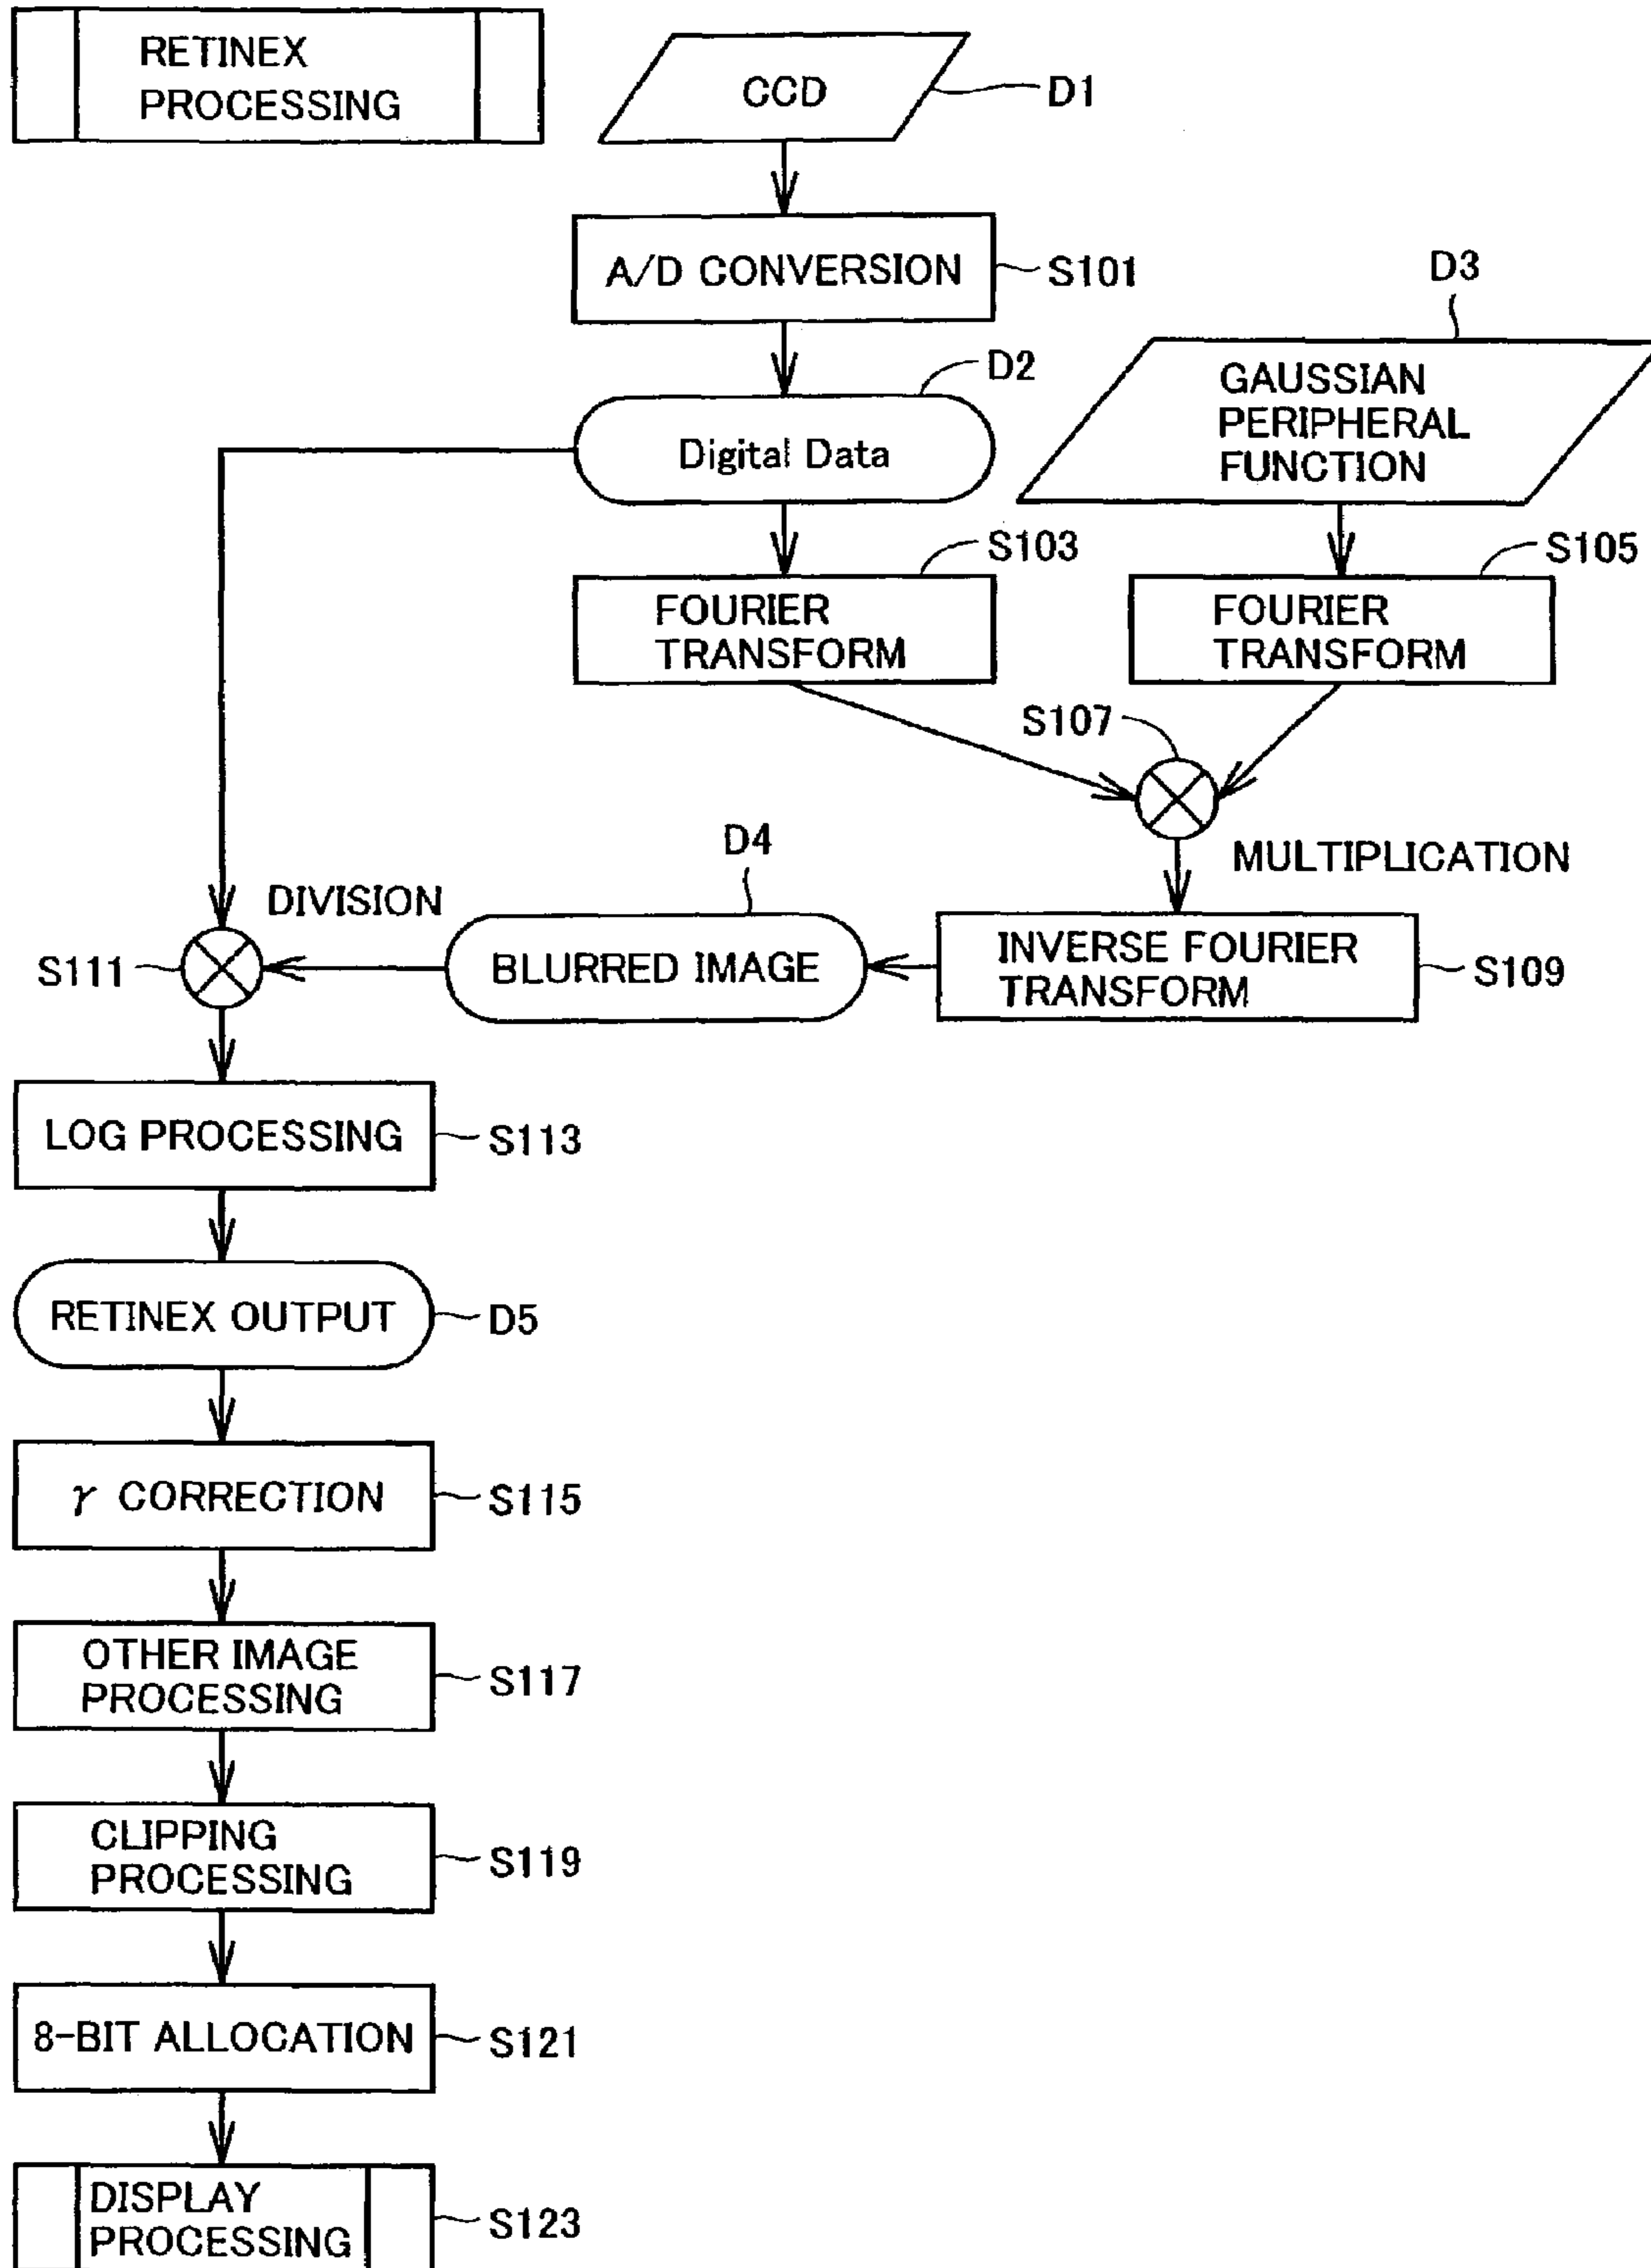 RETINEX
PROCESSING
CCD
D1
A/D CONVERSION
S101
D3
D2
GAUSSIAN
PERIPHERAL
FUNCTION
Digital Data
S103
S105
FOURIER
TRANSFORM
FOURIER
TRANSFORM
S107
MULTIPLICATION
D4
DIVISION
S111
BLURRED IMAGE
INVERSE FOURIER
TRANSFORM
S109
LOG PROCESSING
S113
RETINEX OUTPUT
D5
γ CORRECTION
S115
OTHER IMAGE
PROCESSING
S117
CLIPPING
PROCESSING
S119
8-BIT ALLOCATION
S121
DISPLAY
PROCESSING
S123